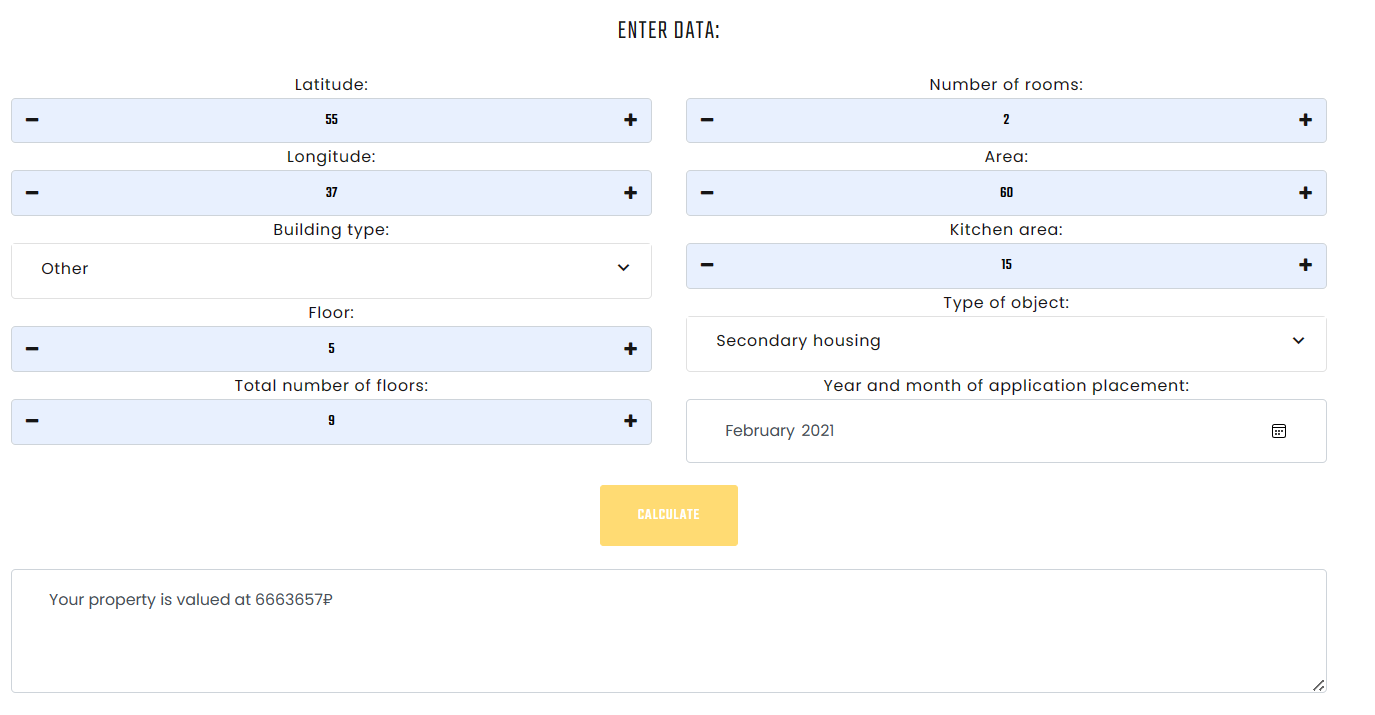 ENTER DATA:
Latitude:
55
Longitude:
37
Building type:
Other
Floor:
5
Total number of floors:
9
Number of rooms:
2
Area:
60
Kitchen area:
15
Type of object:
Secondary housing
Year and month of application placement:
February 2021
CALCULATE
Your property is valued at 6663657₽